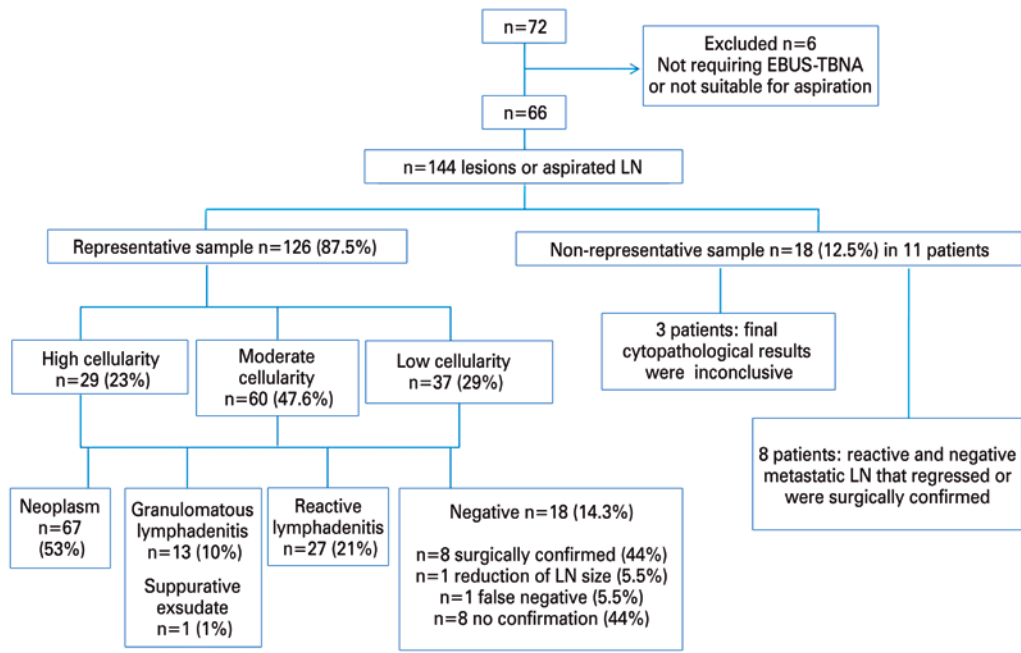 n=72
Excluded n=6
Not requiring EBUS-TBNA
or not suitable for aspiration
n=66
n=144 lesions or aspirated LN
Representative sample n=126 (87.5%)
Non-representative sample n=18 (12.5%) in 11 patients
High cellularity
n=29 (23%)
Moderate
cellularity
n=60 (47.6%)
Low cellularity
n=37 (29%)
3 patients: final
cytopathological results
were inconclusive
8 patients: reactive and negative
metastatic LN that regressed or
were surgically confirmed
Neoplasm
n=67
(53%)
Granulomatous
lymphadenitis
n=13 (10%)
Suppurative
exsudate
n=1 (1%)
Reactive
lymphadenitis
n=27 (21%)
Negative n=18 (14.3%)
n=8 surgically confirmed (44%)
n=1 reduction of LN size (5.5%)
n=1 false negative (5.5%)
n=8 no confirmation (44%)